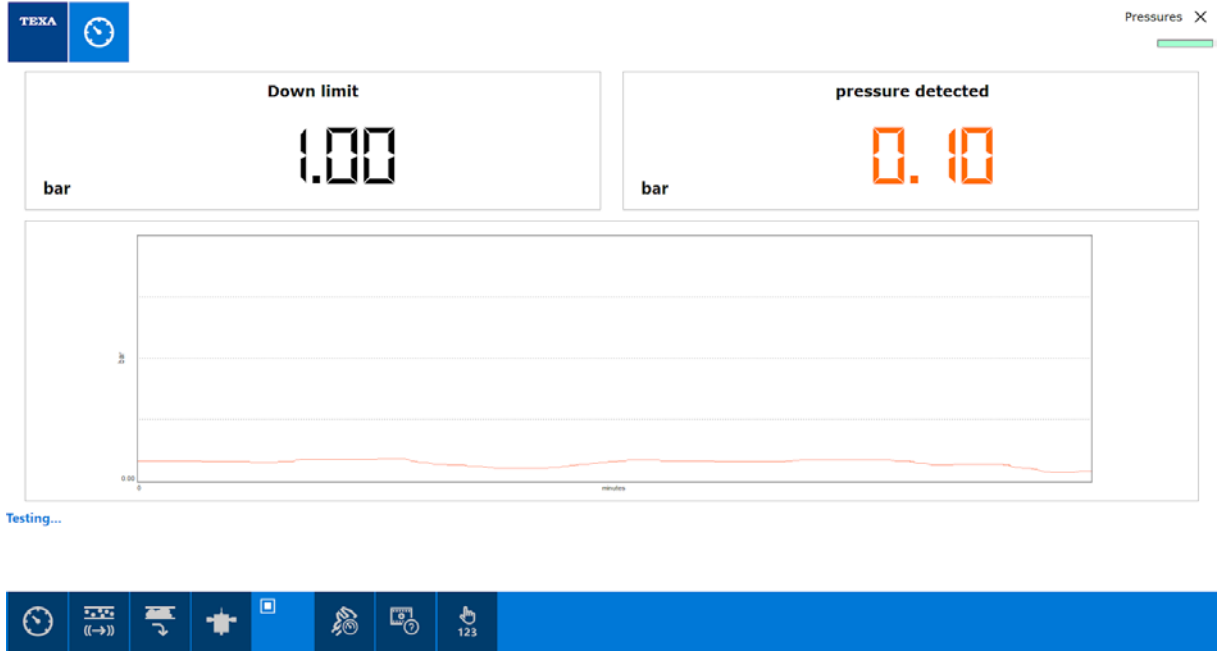 TEXA
Pressures
Down limit
1.00
bar
pressure detected
0.10
bar
bar
0.00
0
minutes
Testing...
((→))
123